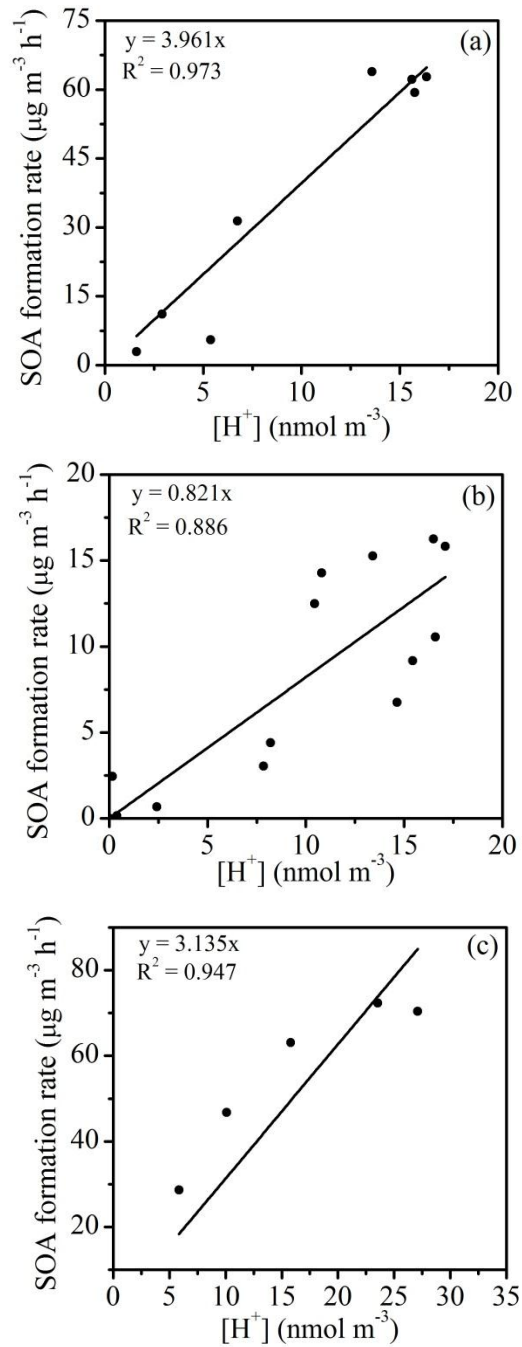 (a)
y = 3.961x
R² = 0.973
SOA formation rate (μg m⁻³ h⁻¹)
75
60
45
30
15
0
0 5 10 15 20
[H⁺] (nmol m⁻³)
(b)
y = 0.821x
R² = 0.886
SOA formation rate (μg m⁻³ h⁻¹)
20
15
10
5
0
0 5 10 15 20
[H⁺] (nmol m⁻³)
(c)
y = 3.135x
R² = 0.947
SOA formation rate (μg m⁻³ h⁻¹)
80
60
40
20
0 5 10 15 20 25 30 35
[H⁺] (nmol m⁻³)